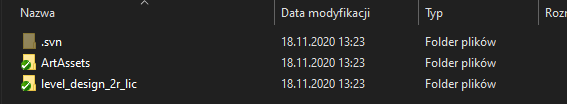 Nazwa Data modyfikacji Typ Rozm
.svn 18.11.2020 13:23 Folder plików
ArtAssets 18.11.2020 13:23 Folder plików
level_design_2r_lic 18.11.2020 13:23 Folder plików